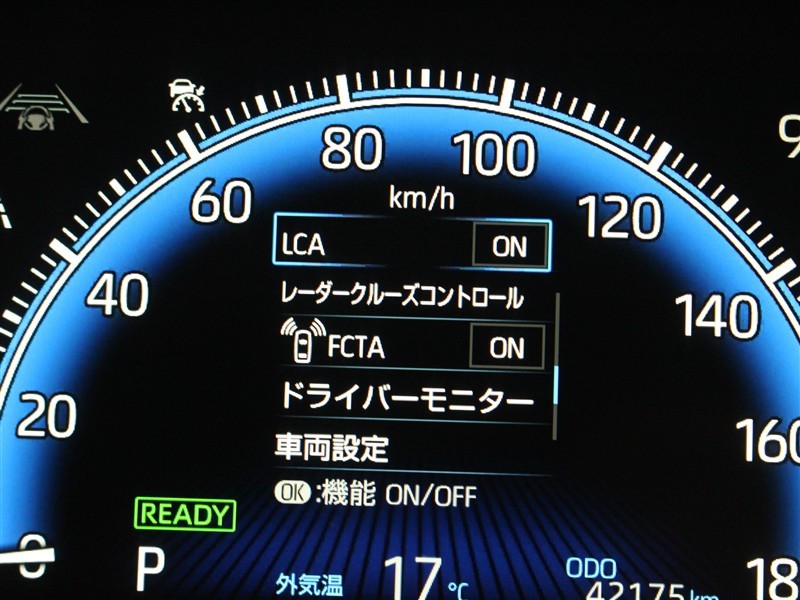 80
100
60
km/h
120
LCA ON
レーダークルーズコントロール
40
140
FCTA ON
ドライバーモニター
20
160
車両設定
OK:機能 ON/OFF
READY
0
P
外気温 17℃
ODO
42175km